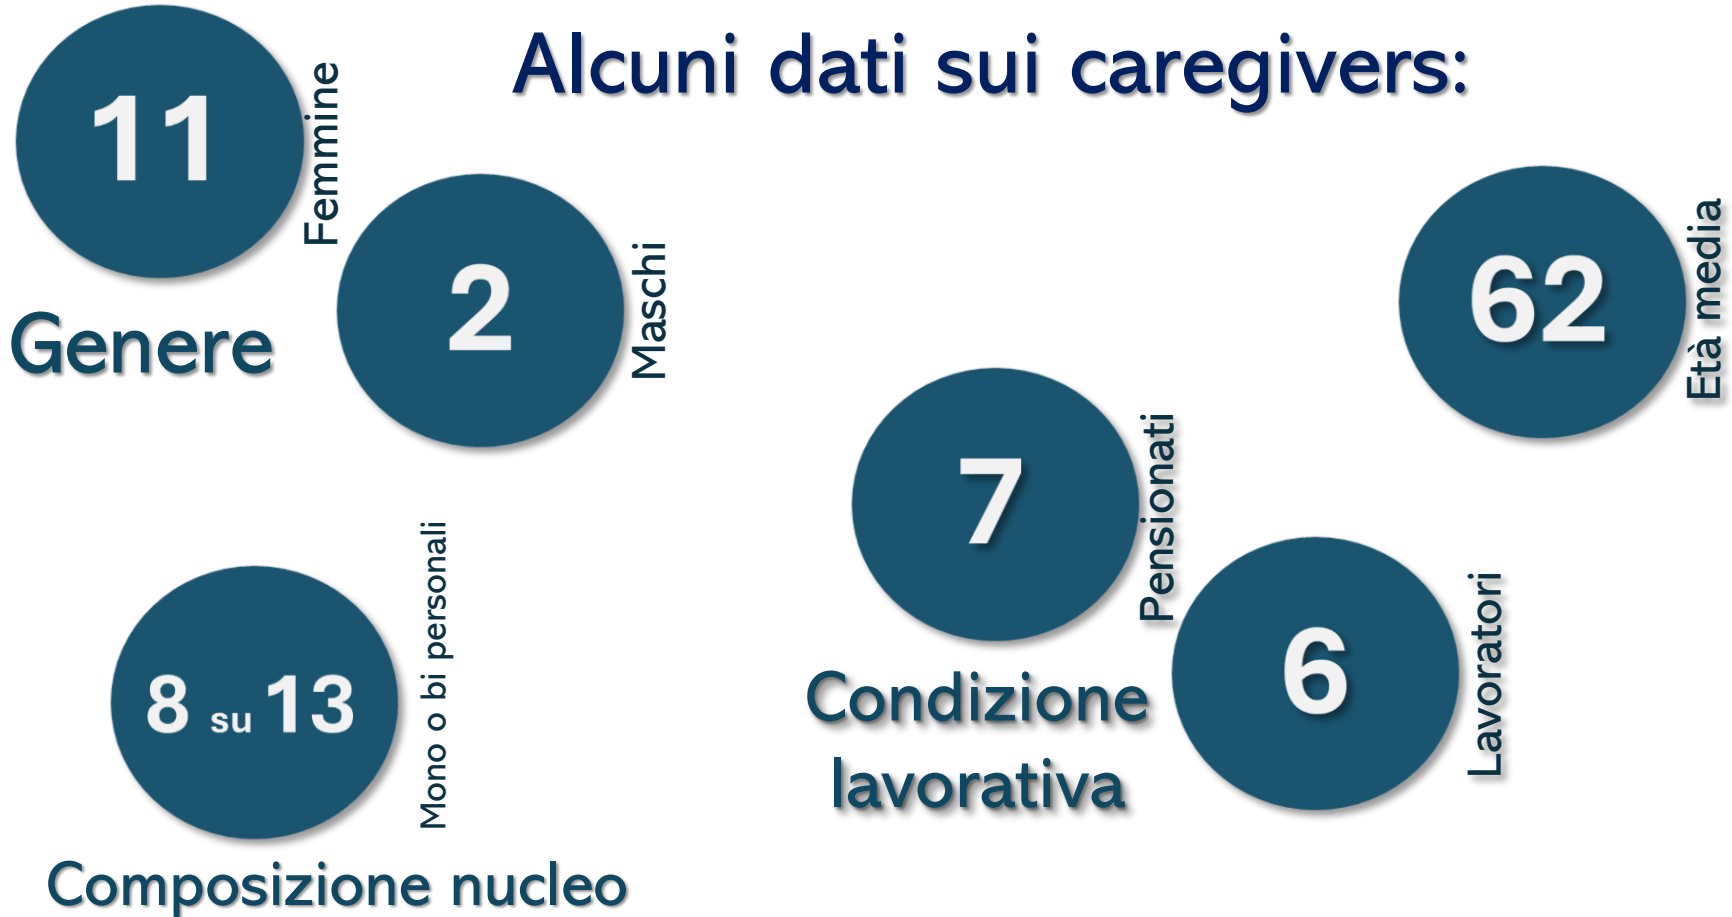 Alcuni dati sui caregivers:
11
Femmine
2
Maschi
Genere
62
Età media
7
Pensionati
6
Lavoratori
Condizione
lavorativa
8 su 13
Mono o bi personali
Composizione nucleo